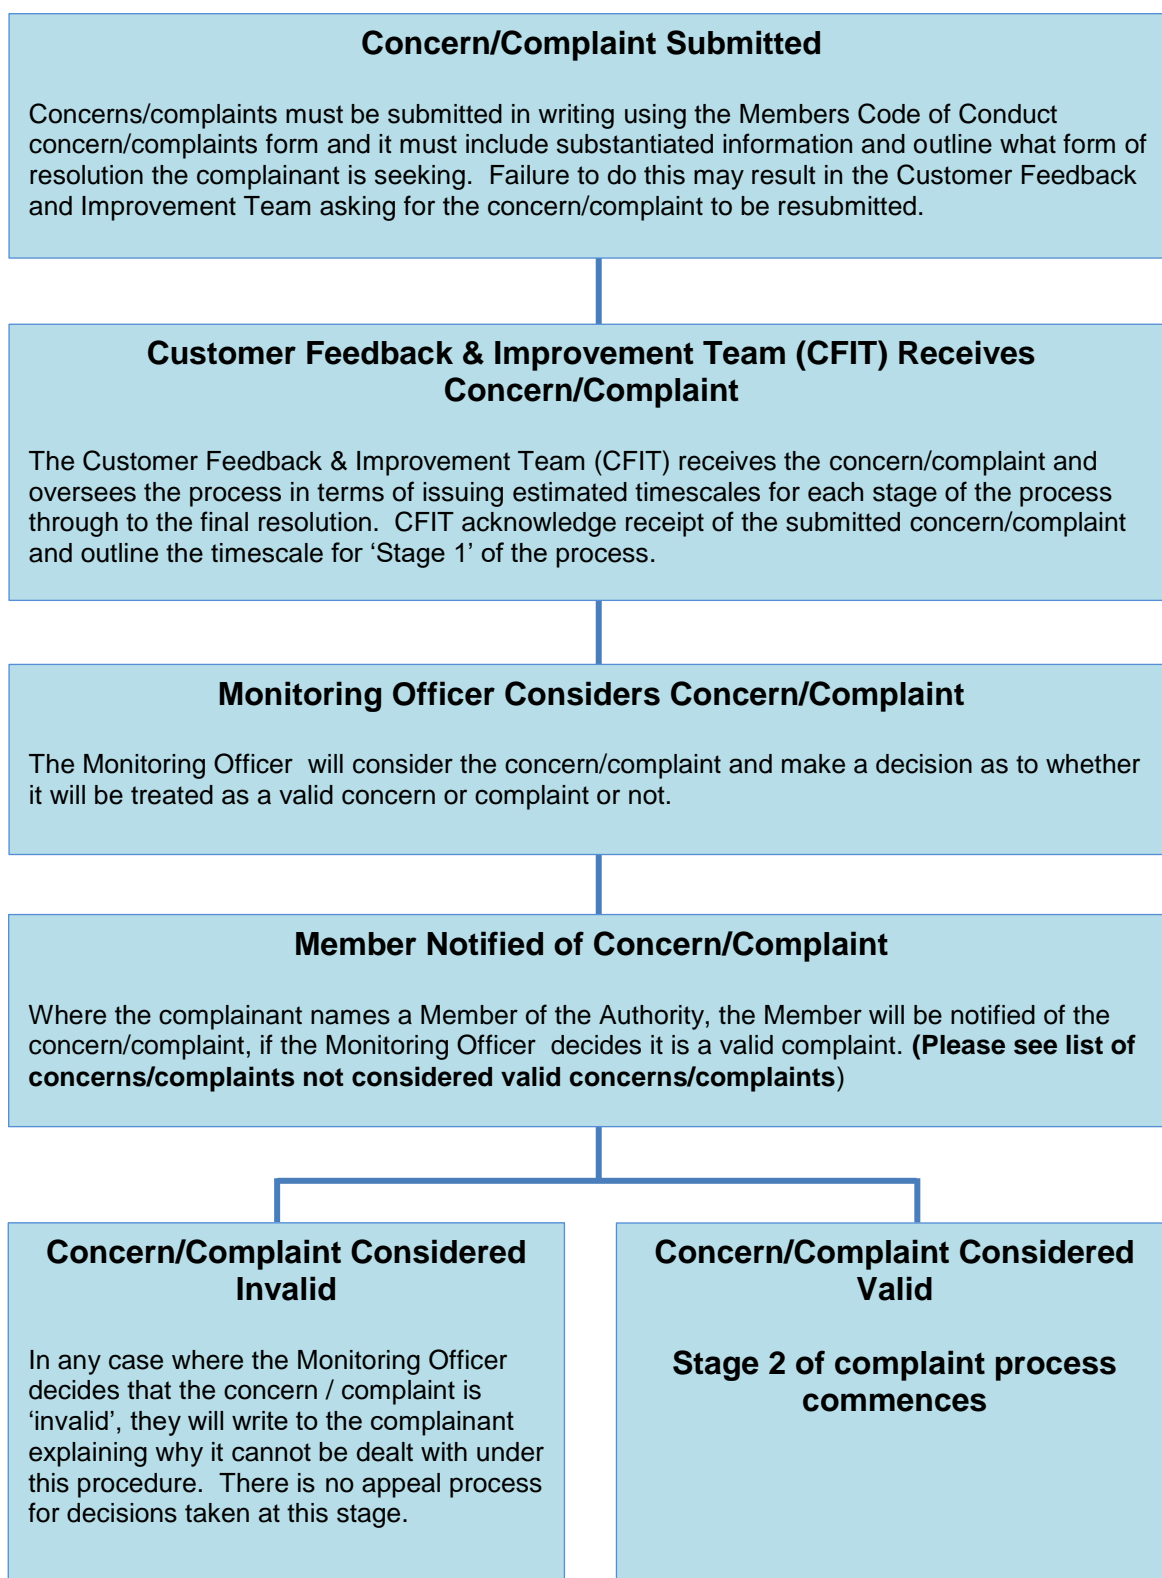 Concern/Complaint Submitted
Concerns/complaints must be submitted in writing using the Members Code of Conduct
concern/complaints form and it must include substantiated information and outline what form of
resolution the complainant is seeking.  Failure to do this may result in the Customer Feedback
and Improvement Team asking for the concern/complaint to be resubmitted.
Customer Feedback & Improvement Team (CFIT) Receives
Concern/Complaint
The Customer Feedback & Improvement Team (CFIT) receives the concern/complaint and
oversees the process in terms of issuing estimated timescales for each stage of the process
through to the final resolution.  CFIT acknowledge receipt of the submitted concern/complaint
and outline the timescale for ‘Stage 1’ of the process.
Monitoring Officer Considers Concern/Complaint
The Monitoring Officer  will consider the concern/complaint and make a decision as to whether
it will be treated as a valid concern or complaint or not.
Member Notified of Concern/Complaint
Where the complainant names a Member of the Authority, the Member will be notified of the
concern/complaint, if the Monitoring Officer  decides it is a valid complaint. (Please see list of
concerns/complaints not considered valid concerns/complaints)
Concern/Complaint Considered
Invalid
In any case where the Monitoring Officer
decides that the concern / complaint is
‘invalid’, they will write to the complainant
explaining why it cannot be dealt with under
this procedure.  There is no appeal process
for decisions taken at this stage.
Concern/Complaint Considered
Valid
Stage 2 of complaint process
commences